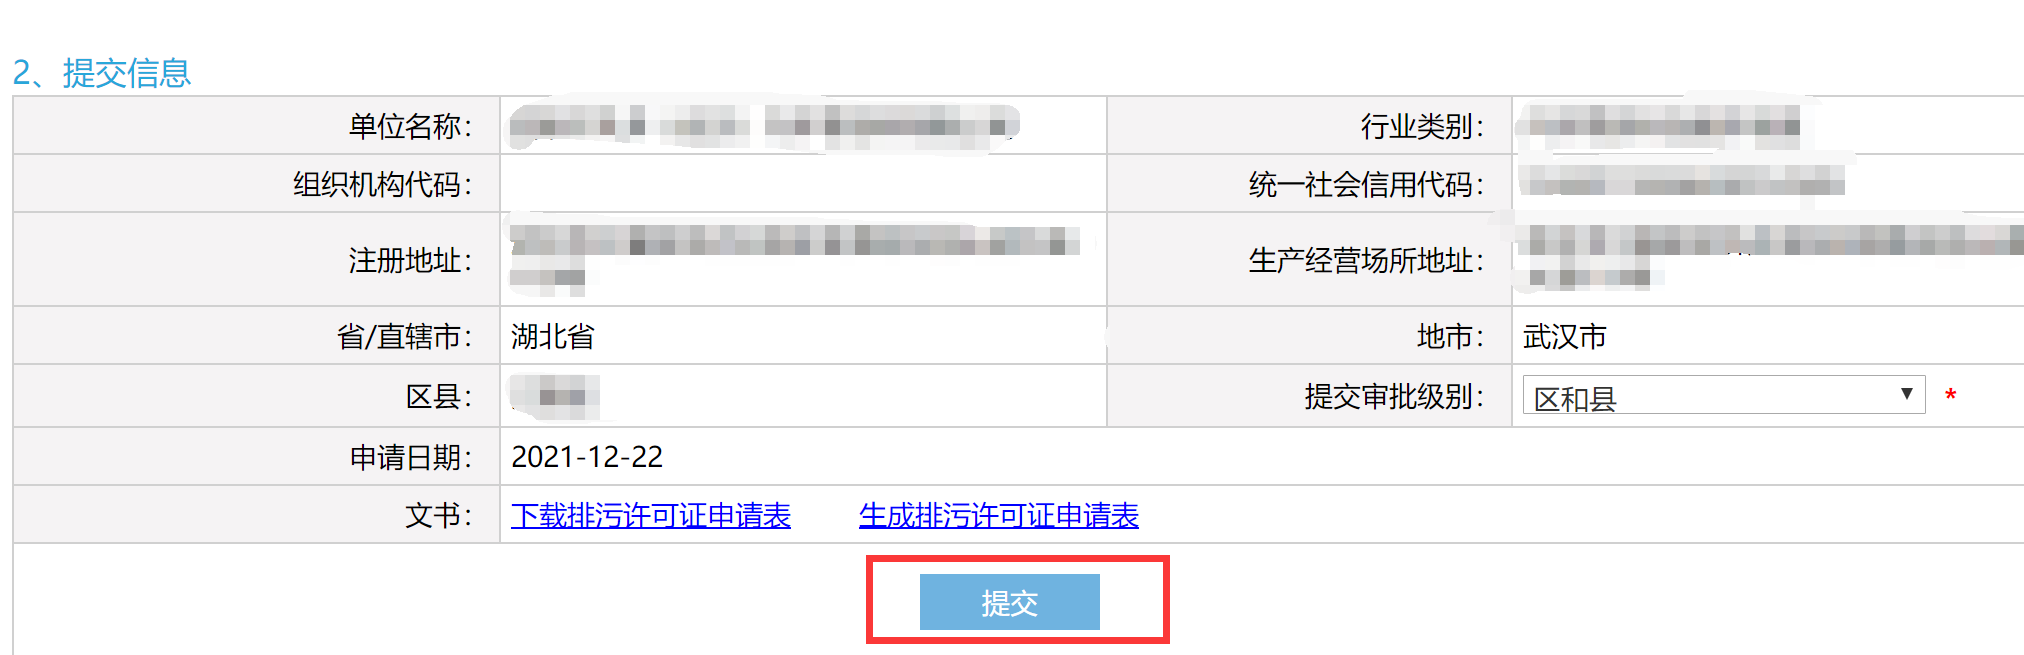 2、提交信息
单位名称： 行业类别：
组织机构代码： 统一社会信用代码：
注册地址： 生产经营场所地址：
省/直辖市： 湖北省 地市： 武汉市
区县： 提交审批级别： 区和县 ▼ *
申请日期： 2021-12-22
文书： 下载排污许可证申请表 生成排污许可证申请表
提交